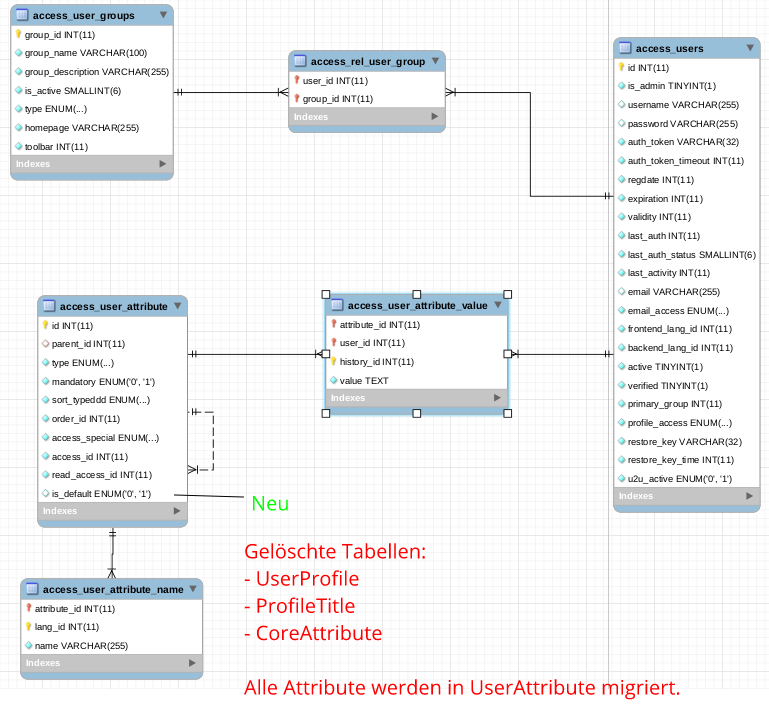 access_user_groups
group_id INT(11)
group_name VARCHAR(100)
group_description VARCHAR(255)
is_active SMALLINT(6)
type ENUM(...)
homepage VARCHAR(255)
toolbar INT(11)
Indexes
access_rel_user_group
user_id INT(11)
group_id INT(11)
Indexes
access_users
id INT(11)
is_admin TINYINT(1)
username VARCHAR(255)
password VARCHAR(255)
auth_token VARCHAR(32)
auth_token_timeout INT(11)
regdate INT(11)
expiration INT(11)
validity INT(11)
last_auth INT(11)
last_auth_status SMALLINT(6)
last_activity INT(11)
email VARCHAR(255)
email_access ENUM(...)
frontend_lang_id INT(11)
backend_lang_id INT(11)
active TINYINT(1)
verified TINYINT(1)
primary_group INT(11)
profile_access ENUM(...)
restore_key VARCHAR(32)
restore_key_time INT(11)
u2u_active ENUM('0', '1')
Indexes
access_user_attribute
id INT(11)
parent_id INT(11)
type ENUM(...)
mandatory ENUM('0', '1')
sort_typeddd ENUM(...)
order_id INT(11)
access_special ENUM(...)
access_id INT(11)
read_access_id INT(11)
is_default ENUM('0', '1')
Indexes
access_user_attribute_value
attribute_id INT(11)
user_id INT(11)
history_id INT(11)
value TEXT
Indexes
Neu
access_user_attribute_name
attribute_id INT(11)
lang_id INT(11)
name VARCHAR(255)
Indexes
Gelöschte Tabellen:
- UserProfile
- ProfileTitle
- CoreAttribute
Alle Attribute werden in UserAttribute migriert.